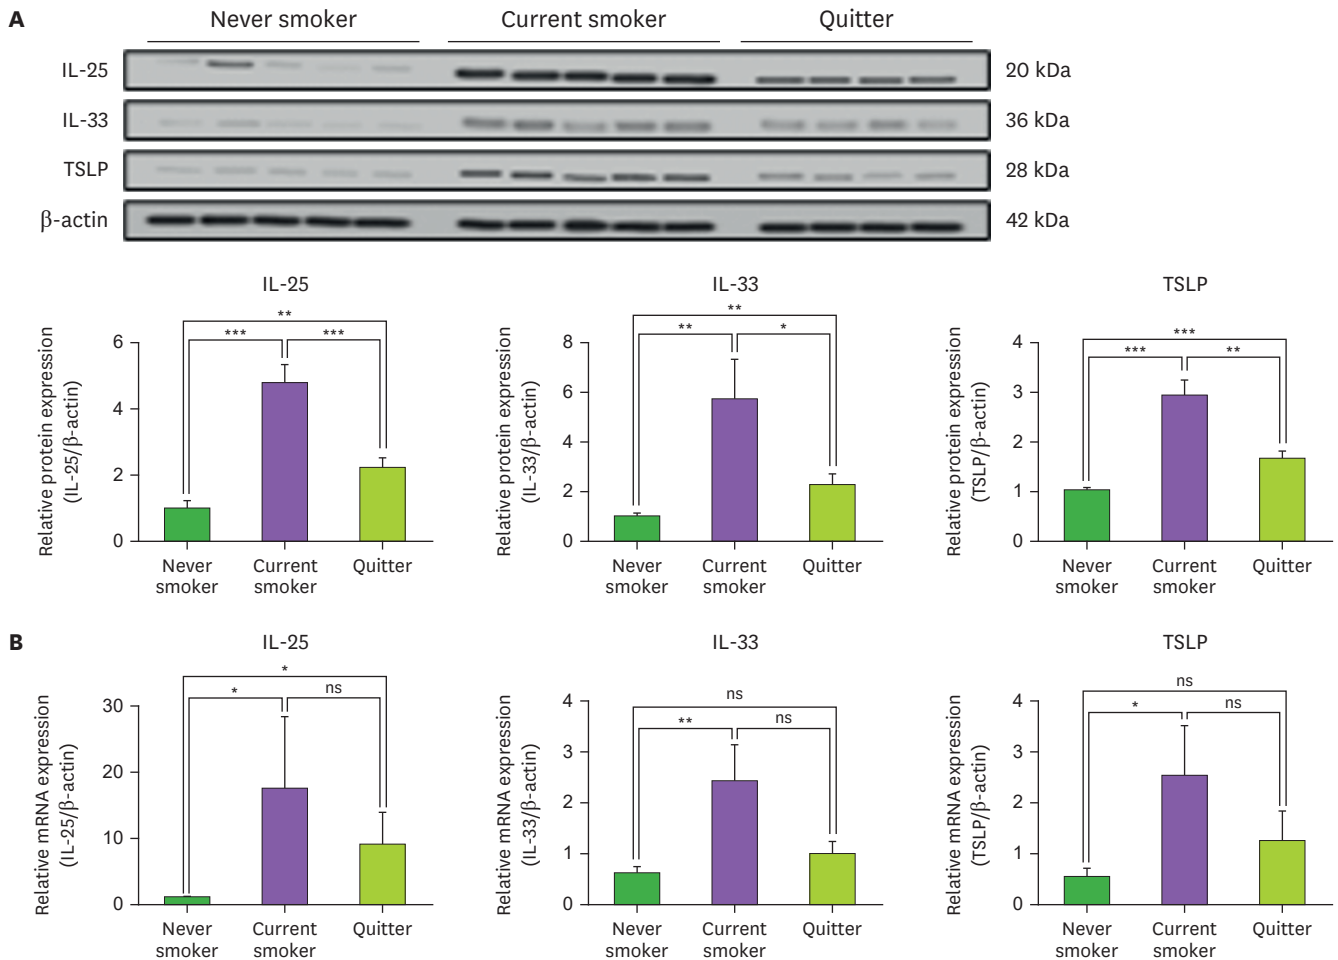 A
Never smoker Current smoker Quitter
IL-25 20 kDa
IL-33 36 kDa
TSLP 28 kDa
β-actin 42 kDa
IL-25
Relative protein expression
(IL-25/β-actin)
6
4
2
0
**
*** ***
Never
smoker
Current
smoker
Quitter
IL-33
Relative protein expression
(IL-33/β-actin)
8
6
4
2
0
**
** *
Never
smoker
Current
smoker
Quitter
TSLP
Relative protein expression
(TSLP/β-actin)
4
3
2
1
0
***
*** **
Never
smoker
Current
smoker
Quitter
B
IL-25
Relative mRNA expression
(IL-25/β-actin)
30
20
10
0
*
* ns
Never
smoker
Current
smoker
Quitter
IL-33
Relative mRNA expression
(IL-33/β-actin)
4
3
2
1
0
ns
** ns
Never
smoker
Current
smoker
Quitter
TSLP
Relative mRNA expression
(TSLP/β-actin)
4
3
2
1
0
ns
* ns
Never
smoker
Current
smoker
Quitter